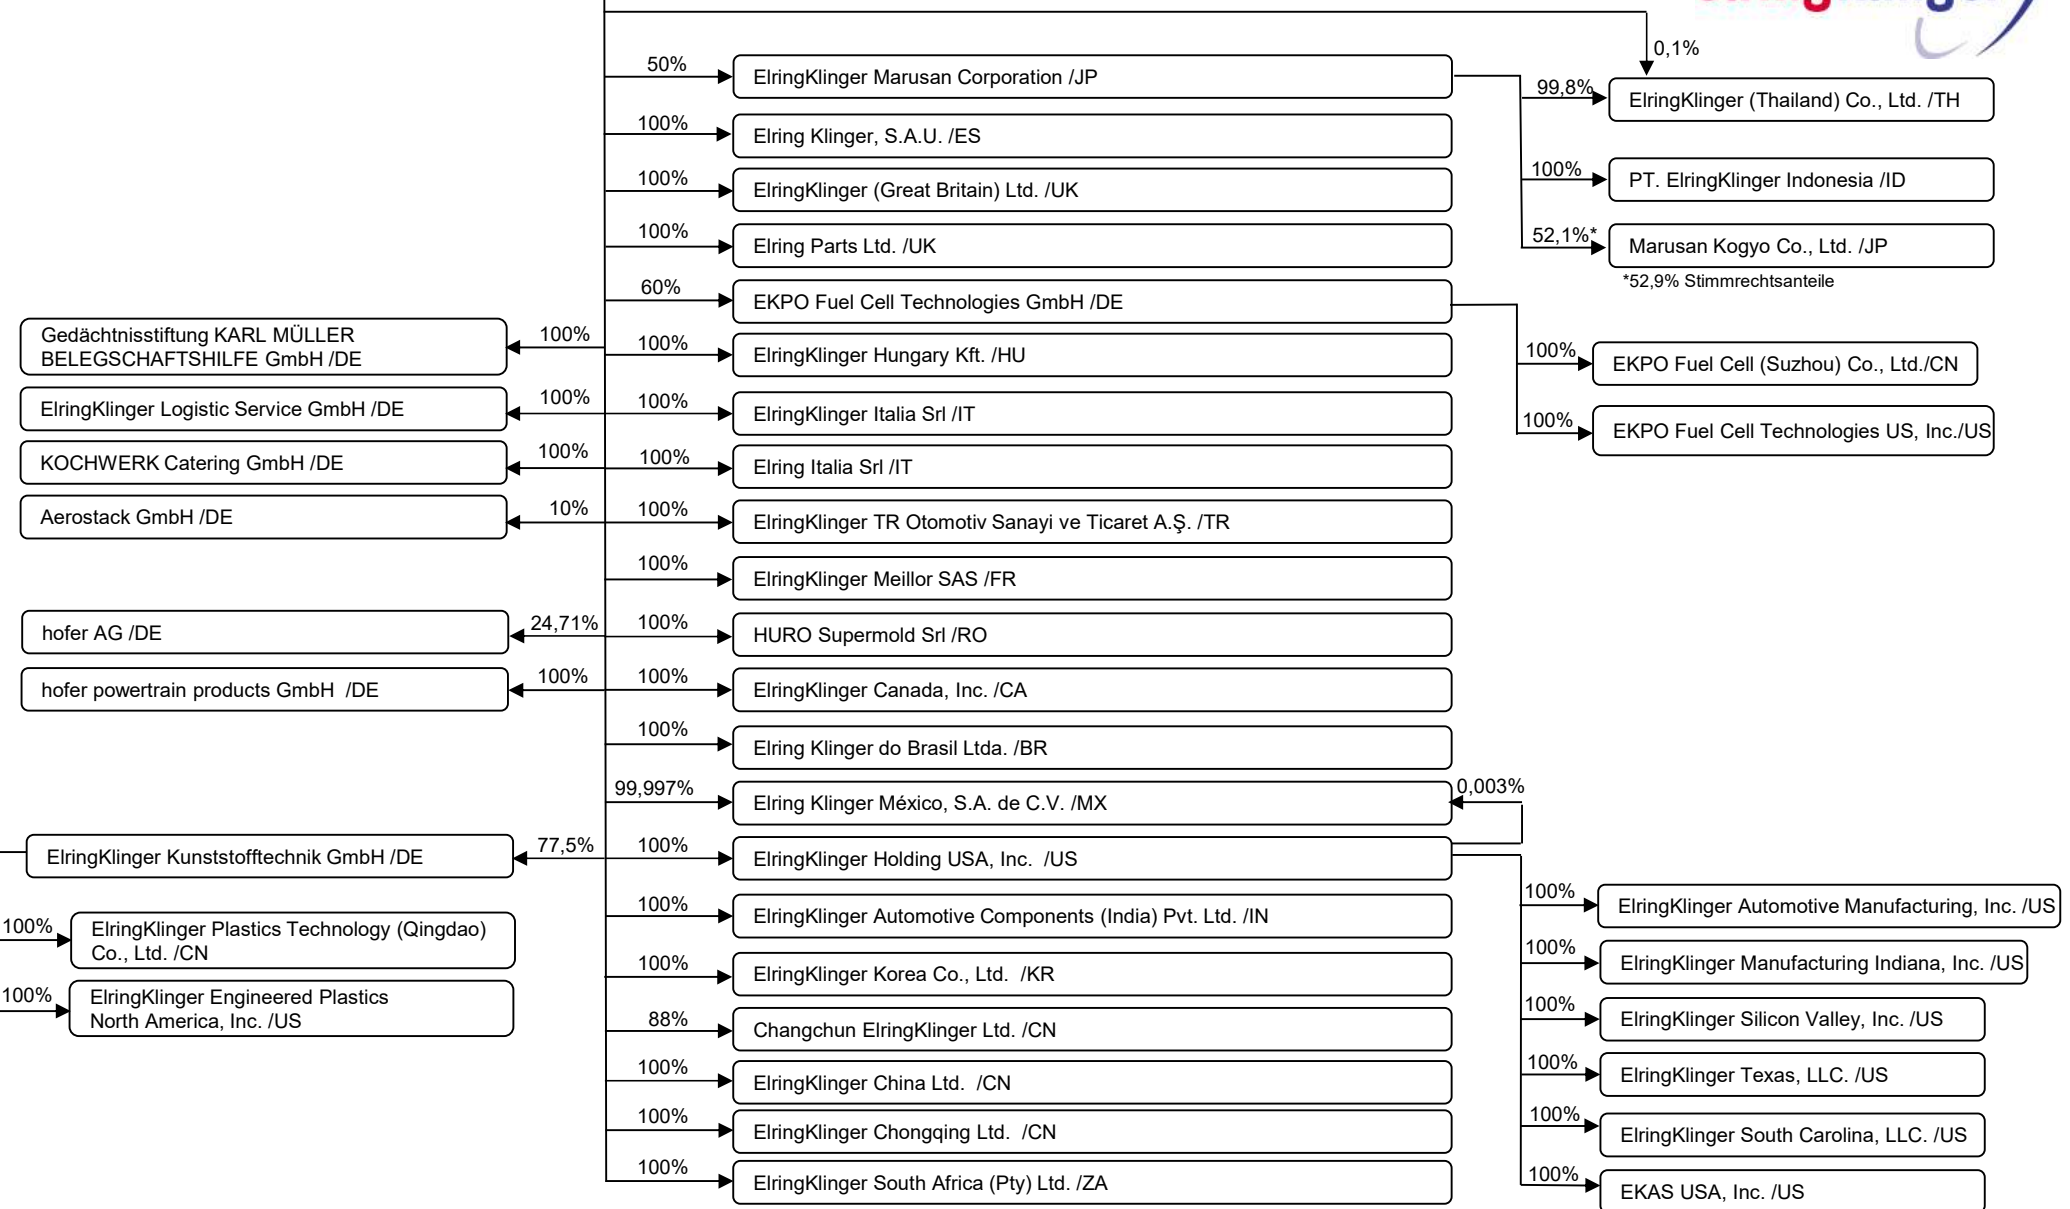 0,1%
50%
ElringKlinger Marusan Corporation /JP
99,8%
ElringKlinger (Thailand) Co., Ltd. /TH
100%
Elring Klinger, S.A.U. /ES
100%
PT. ElringKlinger Indonesia /ID
100%
ElringKlinger (Great Britain) Ltd. /UK
52,1%*
Marusan Kogyo Co., Ltd. /JP
*52,9% Stimmrechtsanteile
100%
Elring Parts Ltd. /UK
60%
EKPO Fuel Cell Technologies GmbH /DE
100%
EKPO Fuel Cell (Suzhou) Co., Ltd./CN
100%
EKPO Fuel Cell Technologies US, Inc./US
Gedächtnisstiftung KARL MÜLLER
BELEGSCHAFTSHILFE GmbH /DE
100%
100%
ElringKlinger Hungary Kft. /HU
ElringKlinger Logistic Service GmbH /DE
100%
100%
ElringKlinger Italia Srl /IT
KOCHWERK Catering GmbH /DE
100%
100%
Elring Italia Srl /IT
Aerostack GmbH /DE
10%
100%
ElringKlinger TR Otomotiv Sanayi ve Ticaret A.Ş. /TR
100%
ElringKlinger Meillor SAS /FR
hofer AG /DE
24,71%
100%
HURO Supermold Srl /RO
hofer powertrain products GmbH /DE
100%
100%
ElringKlinger Canada, Inc. /CA
100%
Elring Klinger do Brasil Ltda. /BR
99,997%
Elring Klinger México, S.A. de C.V. /MX
0,003%
ElringKlinger Kunststofftechnik GmbH /DE
77,5%
100%
ElringKlinger Holding USA, Inc. /US
100%
ElringKlinger Automotive Manufacturing, Inc. /US
100%
ElringKlinger Plastics Technology (Qingdao)
Co., Ltd. /CN
100%
ElringKlinger Automotive Components (India) Pvt. Ltd. /IN
100%
ElringKlinger Manufacturing Indiana, Inc. /US
100%
ElringKlinger Engineered Plastics
North America, Inc. /US
100%
ElringKlinger Korea Co., Ltd. /KR
100%
ElringKlinger Silicon Valley, Inc. /US
88%
Changchun ElringKlinger Ltd. /CN
100%
ElringKlinger Texas, LLC. /US
100%
ElringKlinger China Ltd. /CN
100%
ElringKlinger South Carolina, LLC. /US
100%
ElringKlinger Chongqing Ltd. /CN
100%
EKAS USA, Inc. /US
100%
ElringKlinger South Africa (Pty) Ltd. /ZA